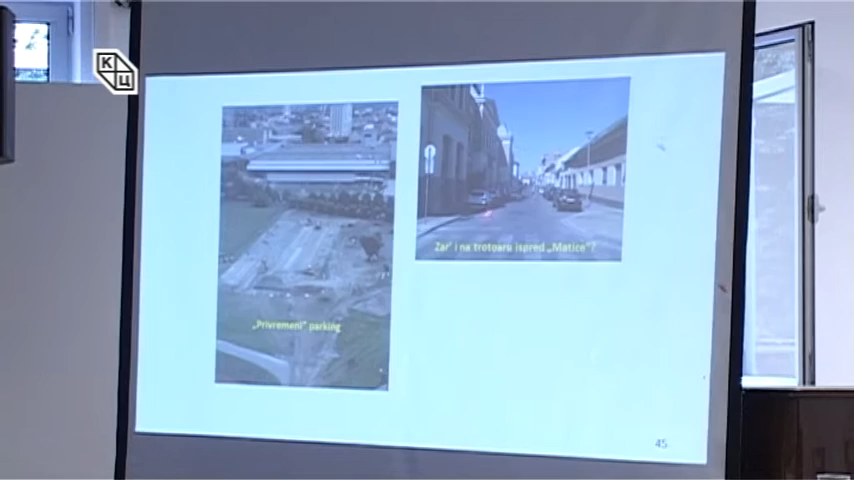 КЦ
Zar' i na trotoaru ispred „Matice"?
„Privremeni" parking
45